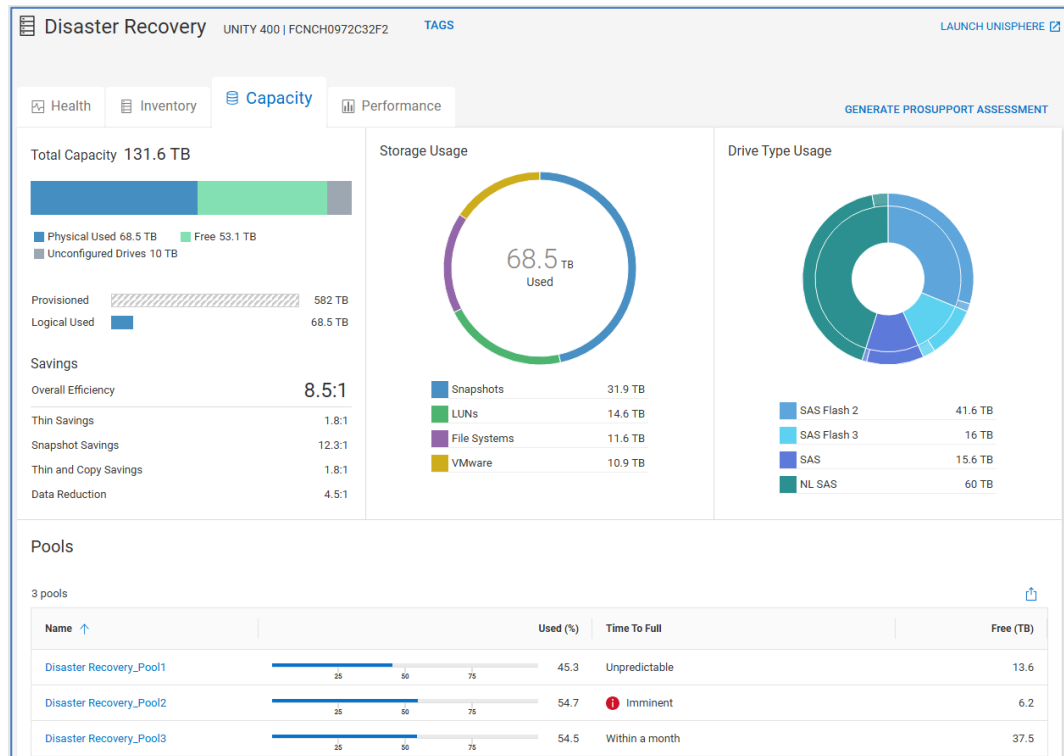 Disaster Recovery UNITY 400 | FCNCH0972C32F2 TAGS LAUNCH UNISPHERE
Health Inventory Capacity Performance GENERATE PROSUPPORT ASSESSMENT
Total Capacity 131.6 TB
Physical Used 68.5 TB Free 53.1 TB
Unconfigured Drives 10 TB
Provisioned 582 TB
Logical Used 68.5 TB
Savings
Overall Efficiency 8.5:1
Thin Savings 1.8:1
Snapshot Savings 12.3:1
Thin and Copy Savings 1.8:1
Data Reduction 4.5:1
Storage Usage
68.5 TB
Used
Snapshots 31.9 TB
LUNs 14.6 TB
File Systems 11.6 TB
VMware 10.9 TB
Drive Type Usage
SAS Flash 2 41.6 TB
SAS Flash 3 16 TB
SAS 15.6 TB
NL SAS 60 TB
Pools
3 pools
Name Used (%) Time To Full Free (TB)
Disaster Recovery_Pool1 45.3 Unpredictable 13.6
25 50 75
Disaster Recovery_Pool2 54.7 Imminent 6.2
25 50 75
Disaster Recovery_Pool3 54.5 Within a month 37.5
25 50 75